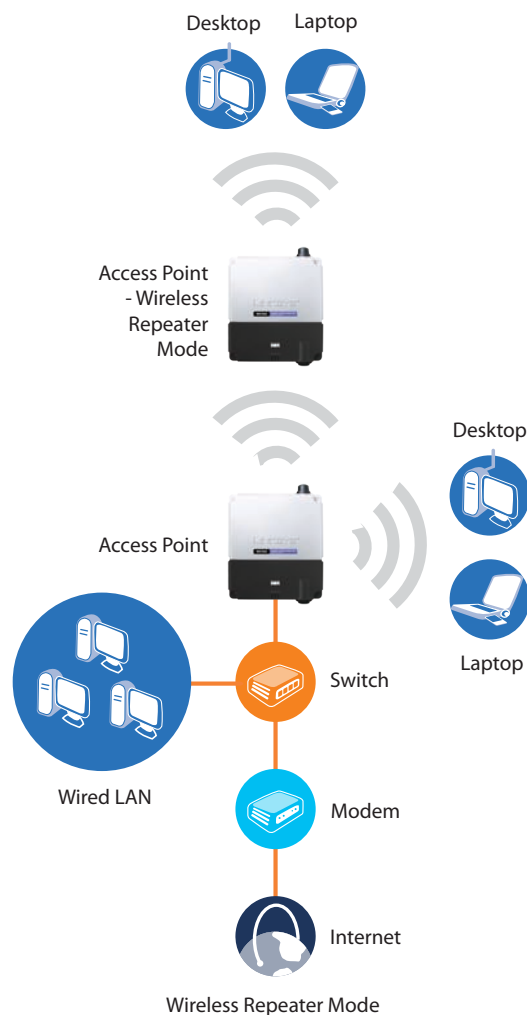 Desktop
Laptop
Access Point
- Wireless
Repeater
Mode
Desktop
Access Point
Laptop
Switch
Wired LAN
Modem
Internet
Wireless Repeater Mode